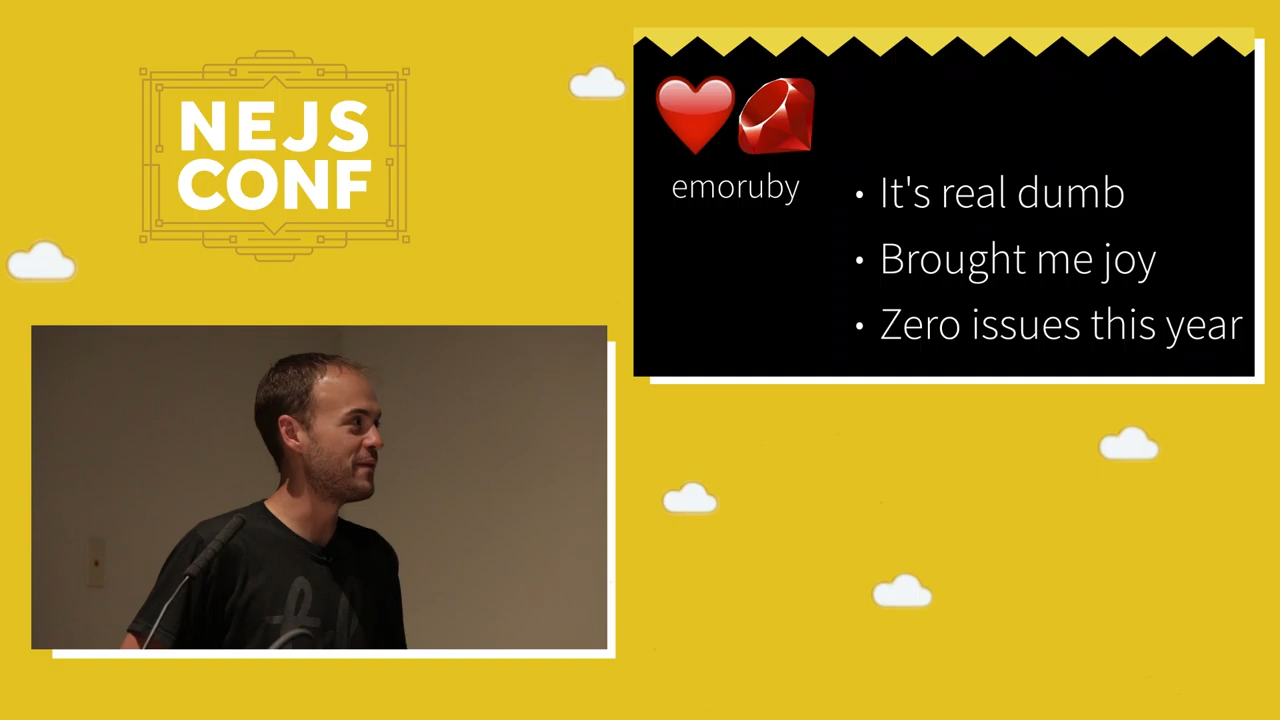 NEJS
CONF
emoruby
• It's real dumb
• Brought me joy
• Zero issues this year